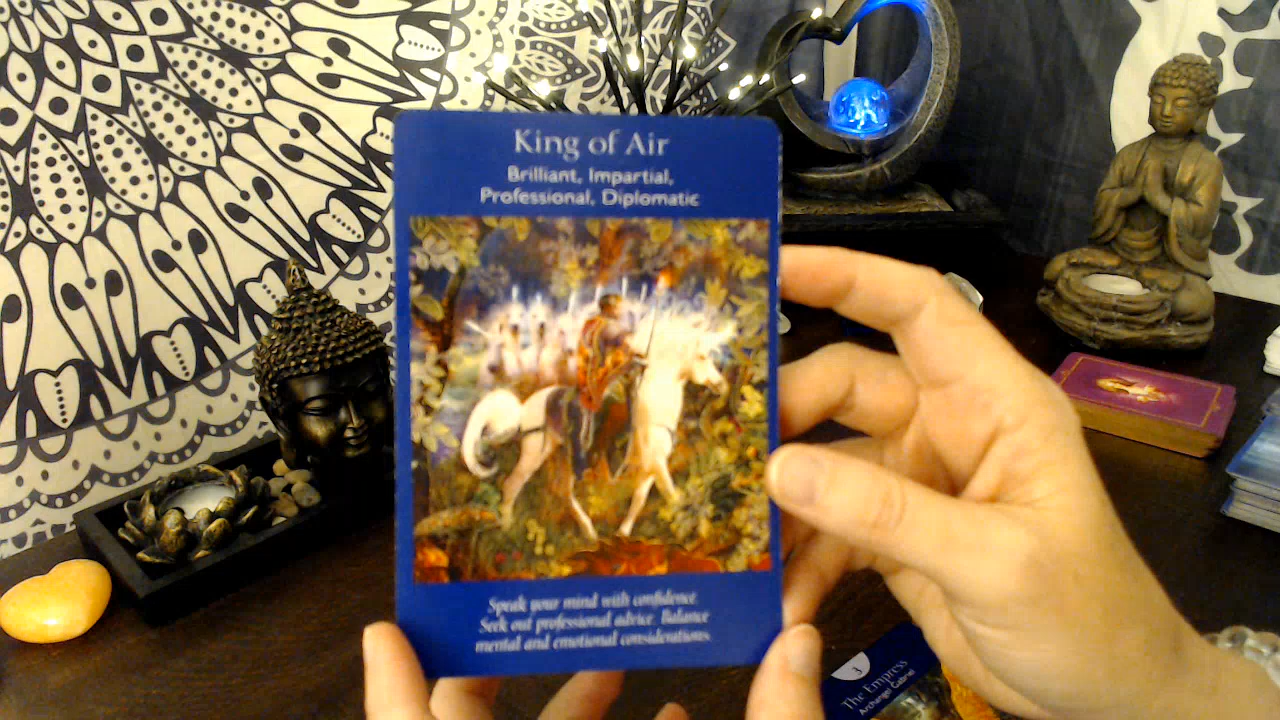 King of Air
Brilliant, Impartial,
Professional, Diplomatic
Speak your mind with confidence.
Seek out professional advice. Balance
mental and emotional considerations.
3
The Empress
Archangel Gabriel